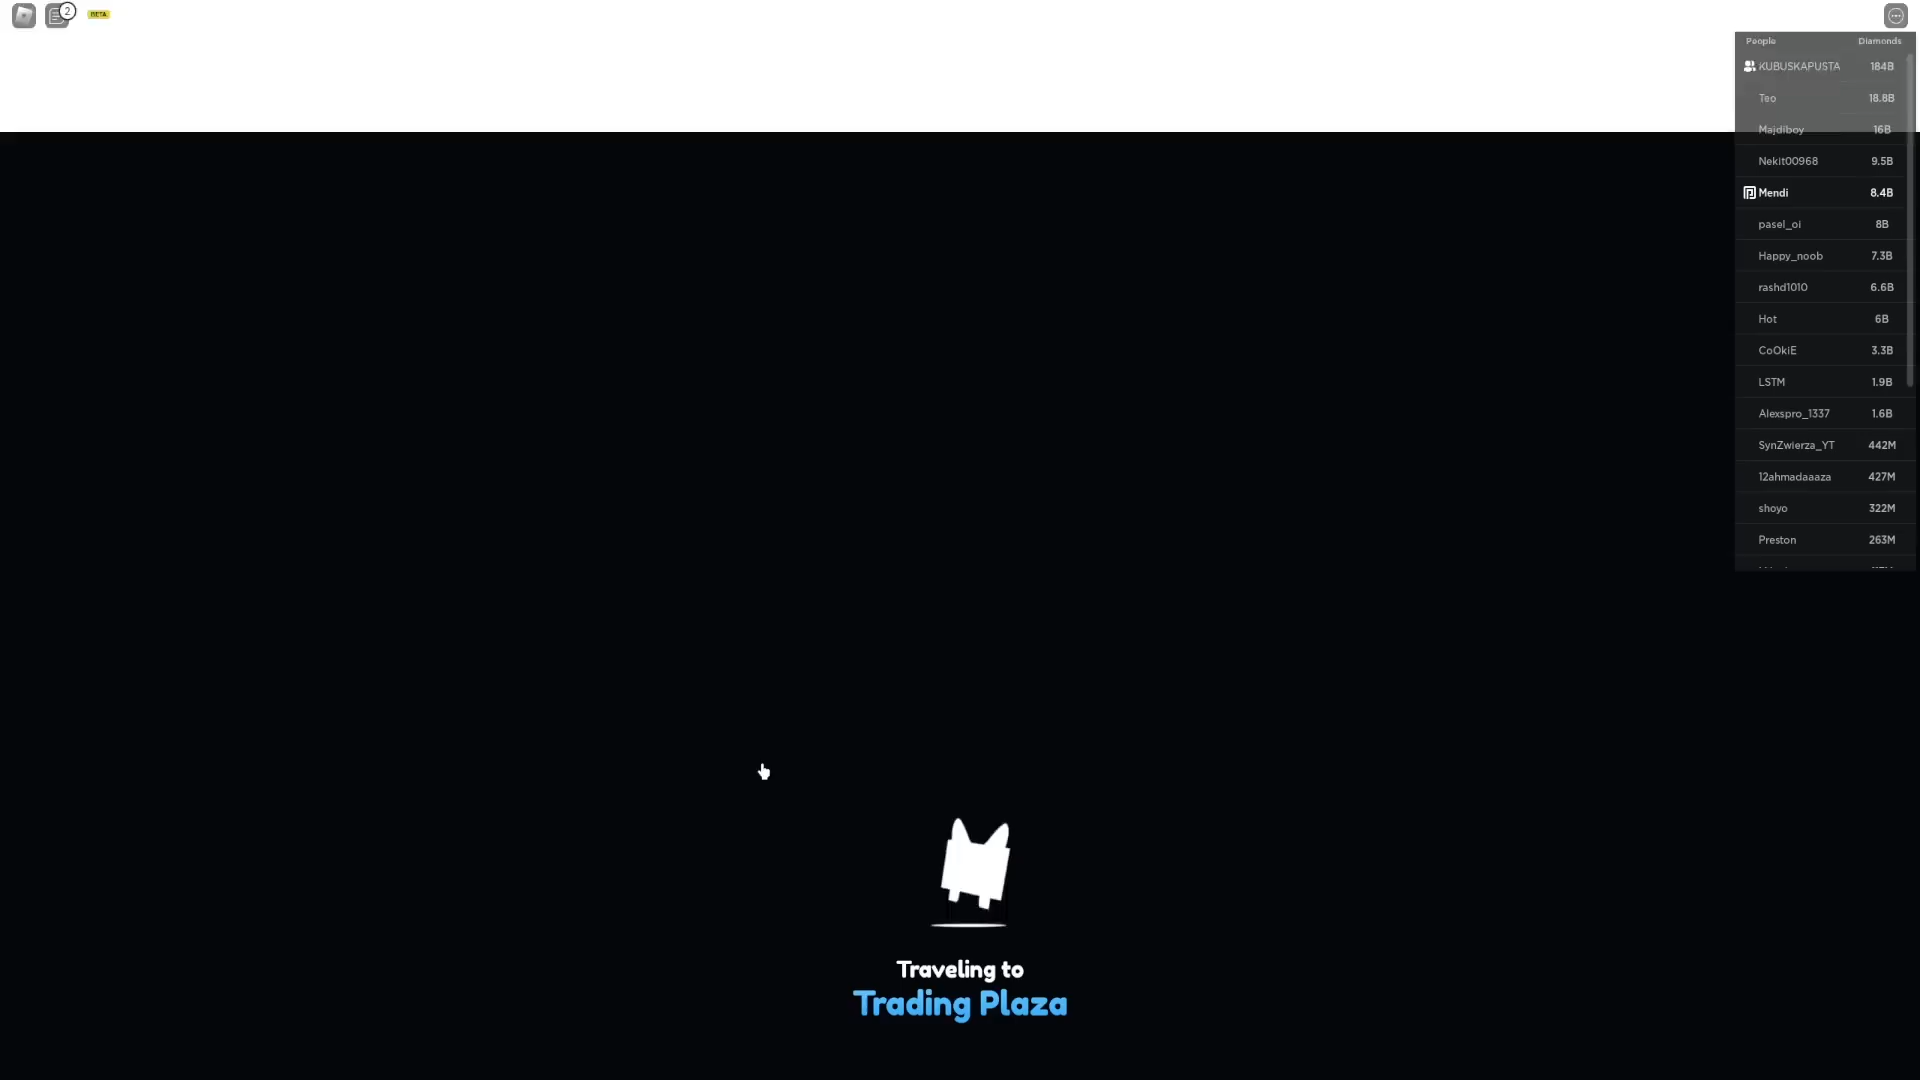 2
BETA
People Diamonds
KUBUSKAPUSTA 184B
Teo 18.8B
Majdiboy 16B
Nekit00968 9.5B
Mendi 8.4B
pasel_oi 8B
Happy_noob 7.3B
rashd1010 6.6B
Hot 6B
CoOkiE 3.3B
LSTM 1.9B
Alexspro_1337 1.6B
SynZwierza_YT 442M
12ahmadaaaza 427M
shoyo 322M
Preston 263M
Traveling to
Trading Plaza